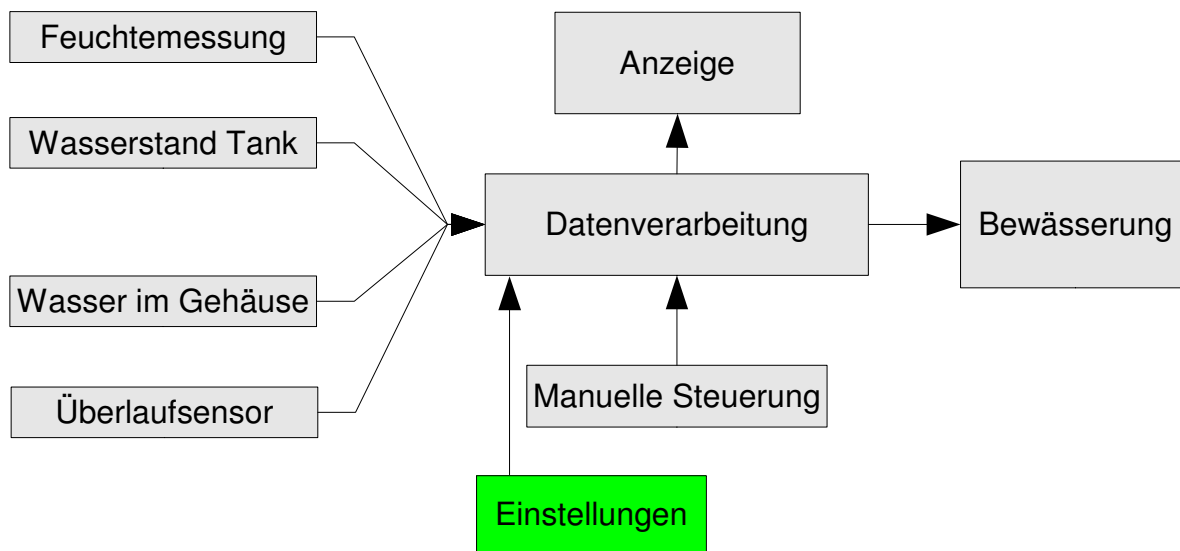 Feuchtemessung
Anzeige
Wasserstand Tank
Datenverarbeitung
Bewässerung
Wasser im Gehäuse
Manuelle Steuerung
Überlaufsensor
Einstellungen